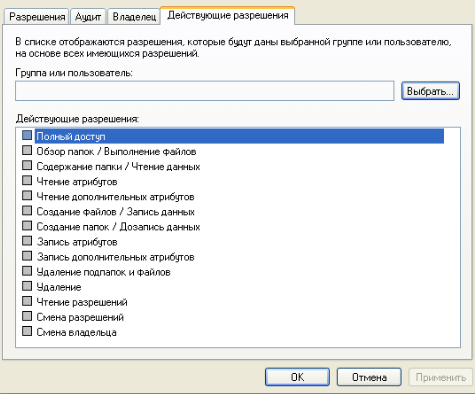 Разрешения Аудит Владелец Действующие разрешения
В списке отображаются разрешения, которые будут даны выбранной группе или пользователю,
на основе всех имеющихся разрешений.
Группа или пользователь:
Выбрать...
Действующие разрешения:
Полный доступ
Обзор папок / Выполнение файлов
Содержание папки / Чтение данных
Чтение атрибутов
Чтение дополнительных атрибутов
Создание файлов / Запись данных
Создание папок / Дозапись данных
Запись атрибутов
Запись дополнительных атрибутов
Удаление подпапок и файлов
Удаление
Чтение разрешений
Смена разрешений
Смена владельца
ОК Отмена Применить